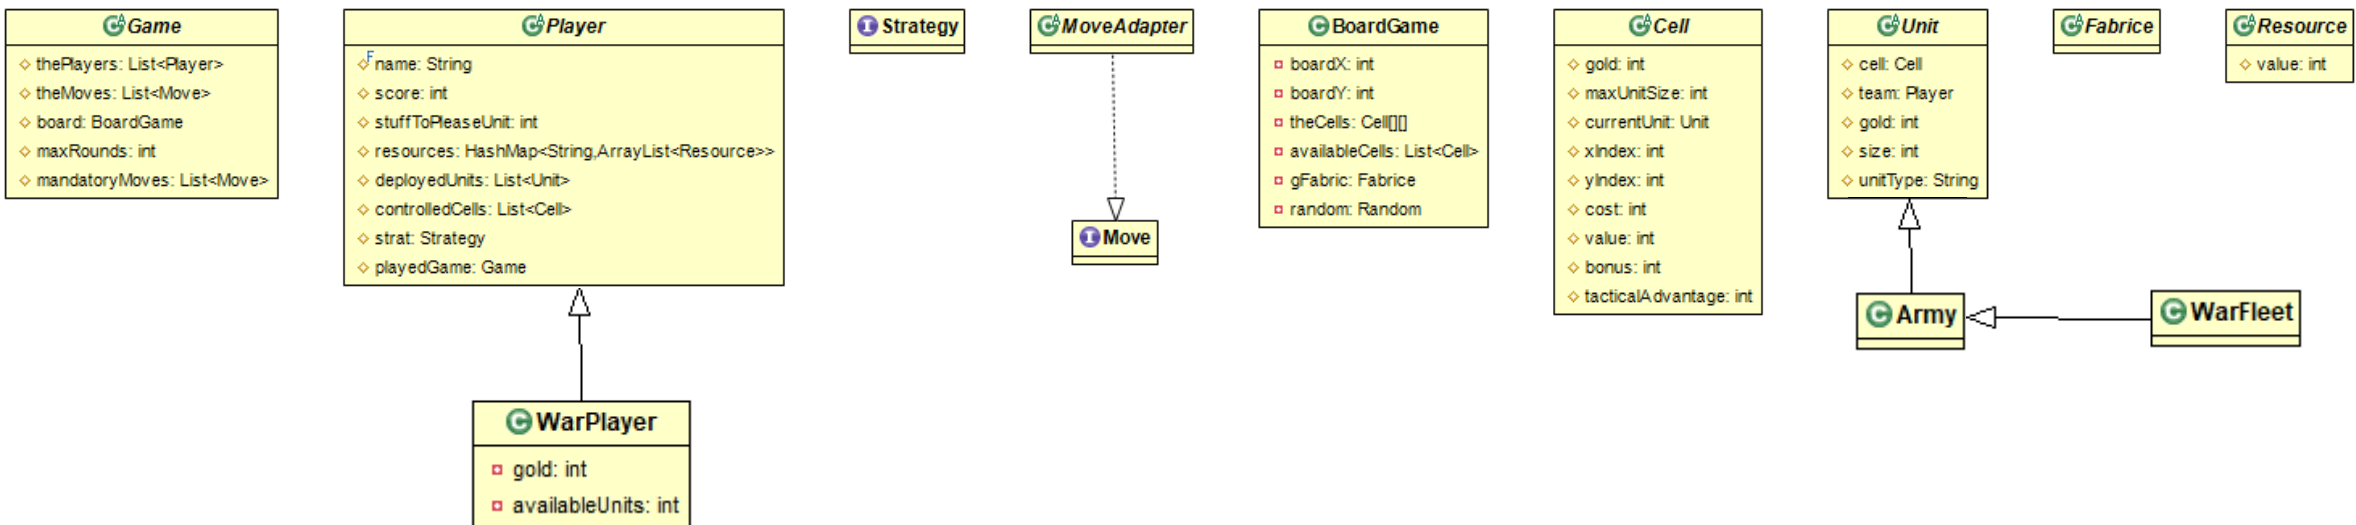 Game
thePlayers: List<Player>
theMoves: List<Move>
board: BoardGame
maxRounds: int
mandatoryMoves: List<Move>
Player
name: String
score: int
stuffToPleaseUnit: int
resources: HashMap<String,ArrayList<Resource>>
deployedUnits: List<Unit>
controlledCells: List<Cell>
strat: Strategy
playedGame: Game
WarPlayer
gold: int
availableUnits: int
Strategy
MoveAdapter
Move
BoardGame
boardX: int
boardY: int
theCells: Cell[][]
availableCells: List<Cell>
gFabric: Fabrice
random: Random
Cell
gold: int
maxUnitSize: int
currentUnit: Unit
xIndex: int
yIndex: int
cost: int
value: int
bonus: int
tacticalAdvantage: int
Unit
cell: Cell
team: Player
gold: int
size: int
unitType: String
Army
WarFleet
Fabrice
Resource
value: int